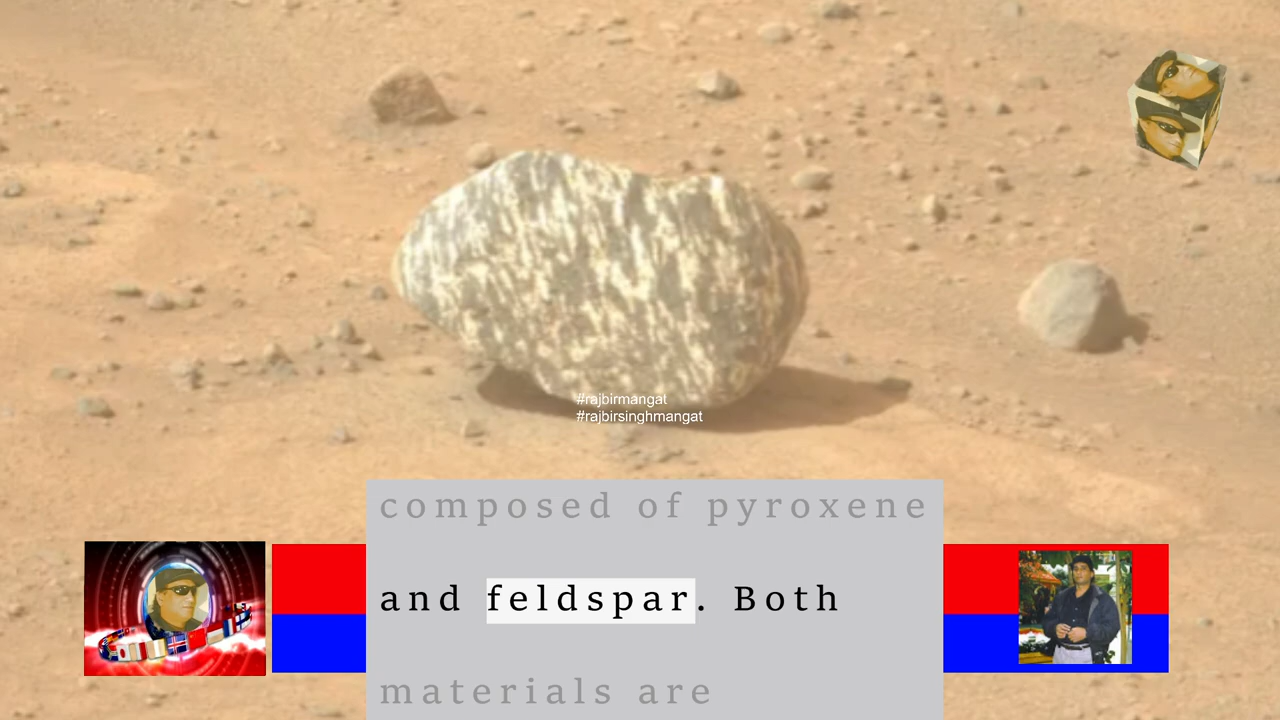 #rajbirmangat
#rajbirsinghmangat
composed of pyroxene
and feldspar. Both
materials are